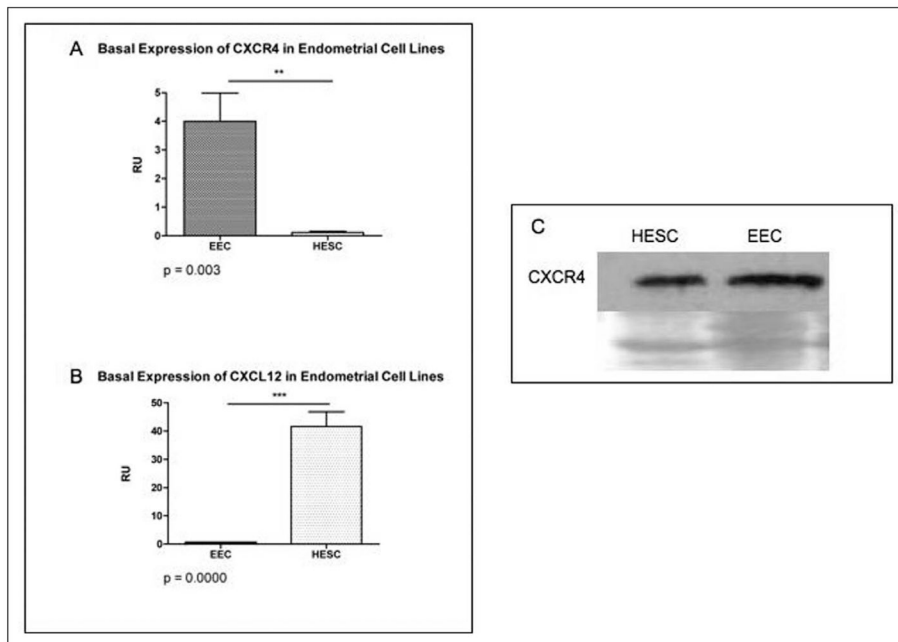 A Basal Expression of CXCR4 in Endometrial Cell Lines
**
5
4
3
2
1
0
RU
EEC HESC
p = 0.003
B Basal Expression of CXCL12 in Endometrial Cell Lines
***
50
40
30
20
10
0
RU
EEC HESC
p = 0.0000
C
HESC EEC
CXCR4